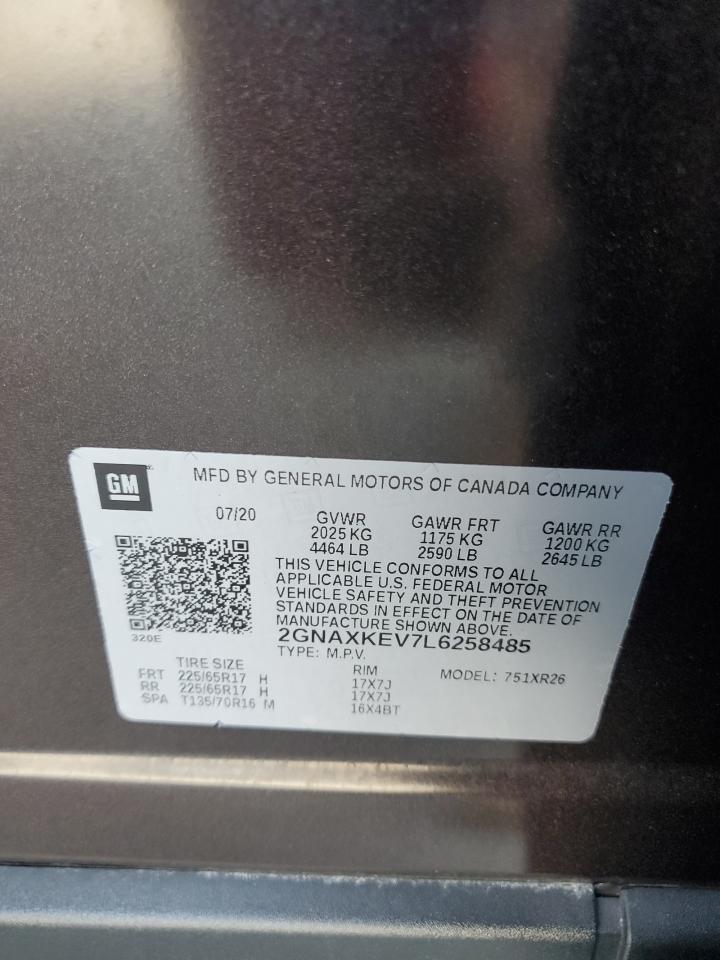 GM
MFD BY GENERAL MOTORS OF CANADA COMPANY
07/20 GVWR GAWR FRT GAWR RR
2025 KG 1175 KG 1200 KG
4464 LB 2590 LB 2645 LB
THIS VEHICLE CONFORMS TO ALL
APPLICABLE U.S. FEDERAL MOTOR
VEHICLE SAFETY AND THEFT PREVENTION
STANDARDS IN EFFECT ON THE DATE OF
MANUFACTURE SHOWN ABOVE.
2GNAXKEV7L6258485
320E
TYPE: M.P.V.
TIRE SIZE RIM MODEL: 751XR26
FRT 225/65R17 H 17X7J
RR 225/65R17 H 17X7J
SPA T135/70R16 M 16X4BT